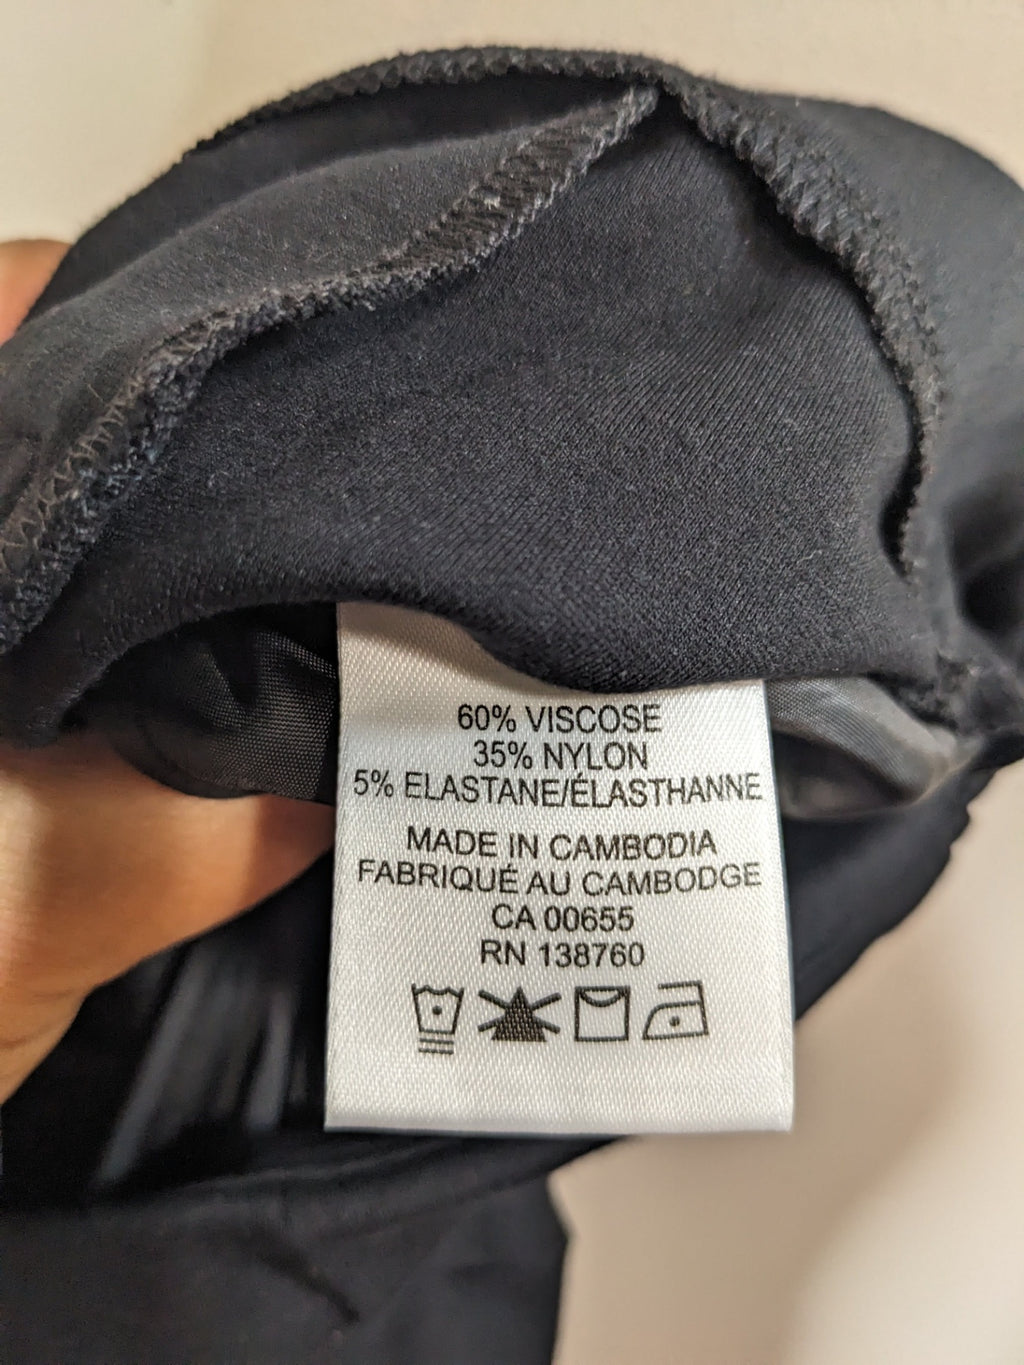 60% VISCOSE
35% NYLON
5% ELASTANE/ÉLASTHANNE
MADE IN CAMBODIA
FABRIQUÉ AU CAMBODGE
CA 00655
RN 138760